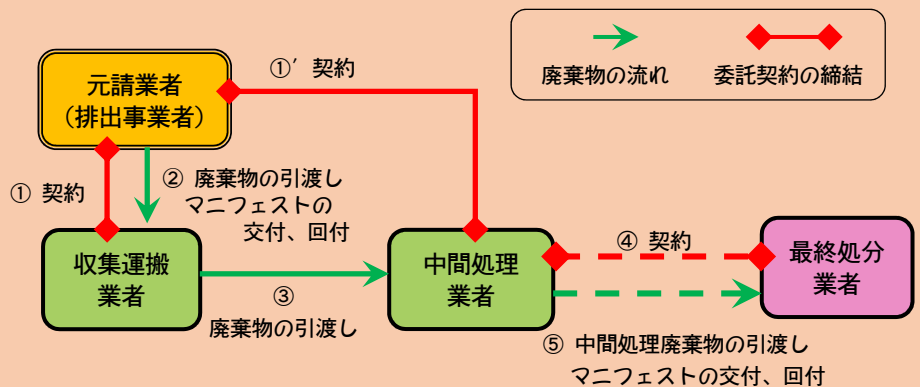 廃棄物の流れ
委託契約の締結
元請業者
(排出事業者)
①′ 契約
① 契約
② 廃棄物の引渡し
マニフェストの
交付、回付
収集運搬
業者
③
廃棄物の引渡し
中間処理
業者
④ 契約
最終処分
業者
⑤ 中間処理廃棄物の引渡し
マニフェストの交付、回付